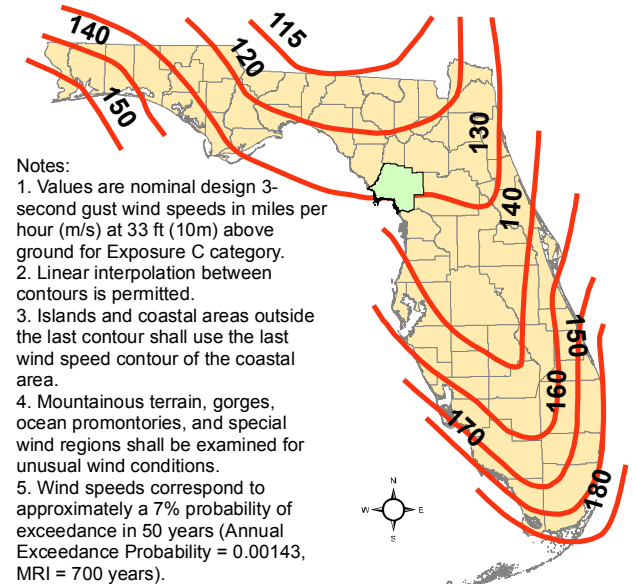 115
140
120
150
130
140
Notes:
1. Values are nominal design 3-
second gust wind speeds in miles per
hour (m/s) at 33 ft (10m) above
ground for Exposure C category.
2. Linear interpolation between
contours is permitted.
3. Islands and coastal areas outside
the last contour shall use the last
wind speed contour of the coastal
area.
4. Mountainous terrain, gorges,
ocean promontories, and special
wind regions shall be examined for
unusual wind conditions.
5. Wind speeds correspond to
approximately a 7% probability of
exceedance in 50 years (Annual
Exceedance Probability = 0.00143,
MRI = 700 years).
150
160
170
180
N
W E
S